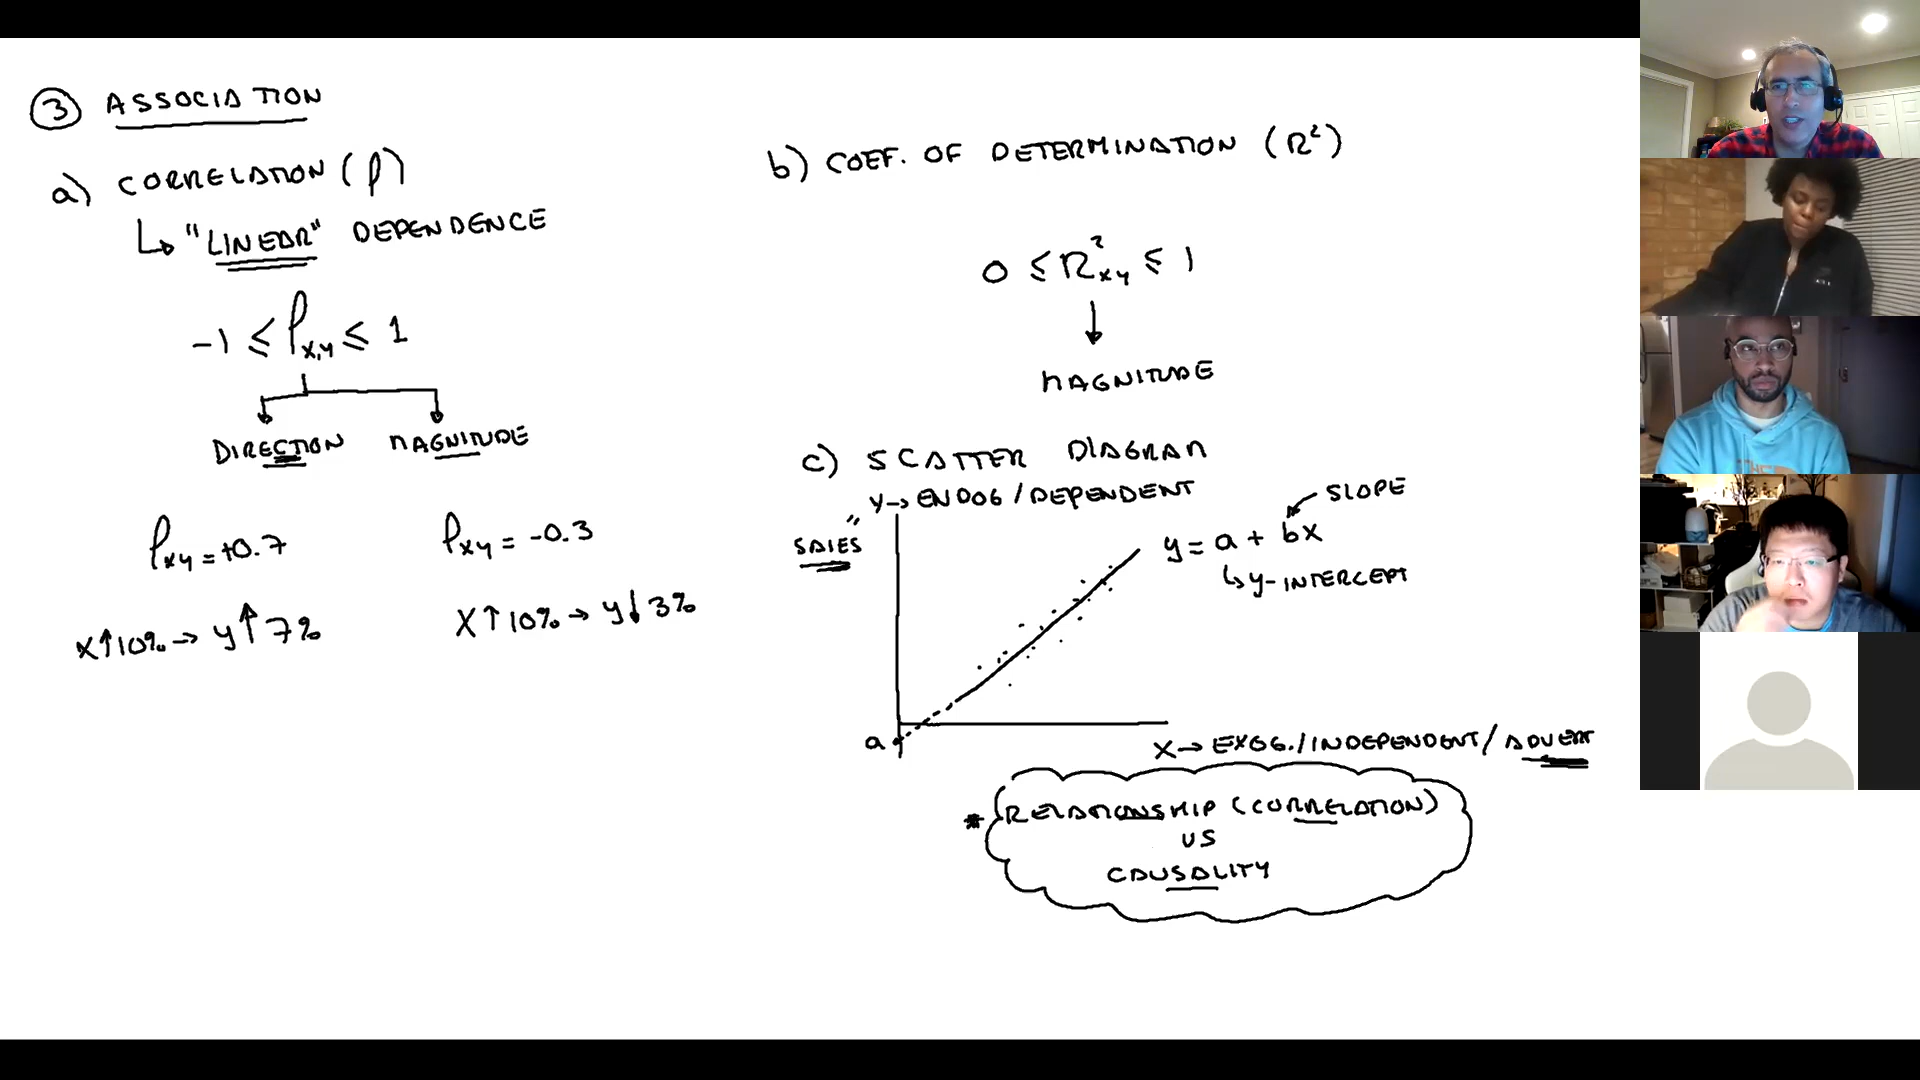 ③ ASSOCIATION
a) CORRELATION (ρ)
↳ "LINEAR" DEPENDENCE
-1 ≤ ρx,y ≤ 1
DIRECTION MAGNITUDE
ρxy = +0.7 ρxy = -0.3
X↑10% → y↑7% X↑10% → y↓3%
b) COEF. OF DETERMINATION (R²)
0 ≤ R²xy ≤ 1
MAGNITUDE
c) SCATTER DIAGRAM
y → ENDOG/DEPENDENT
SLOPE
SALES
y = a + bx
↳ y-INTERCEPT
a
X → EXOG./INDEPENDENT/ADVERT
* RELATIONSHIP (CORRELATION)
VS
CAUSALITY